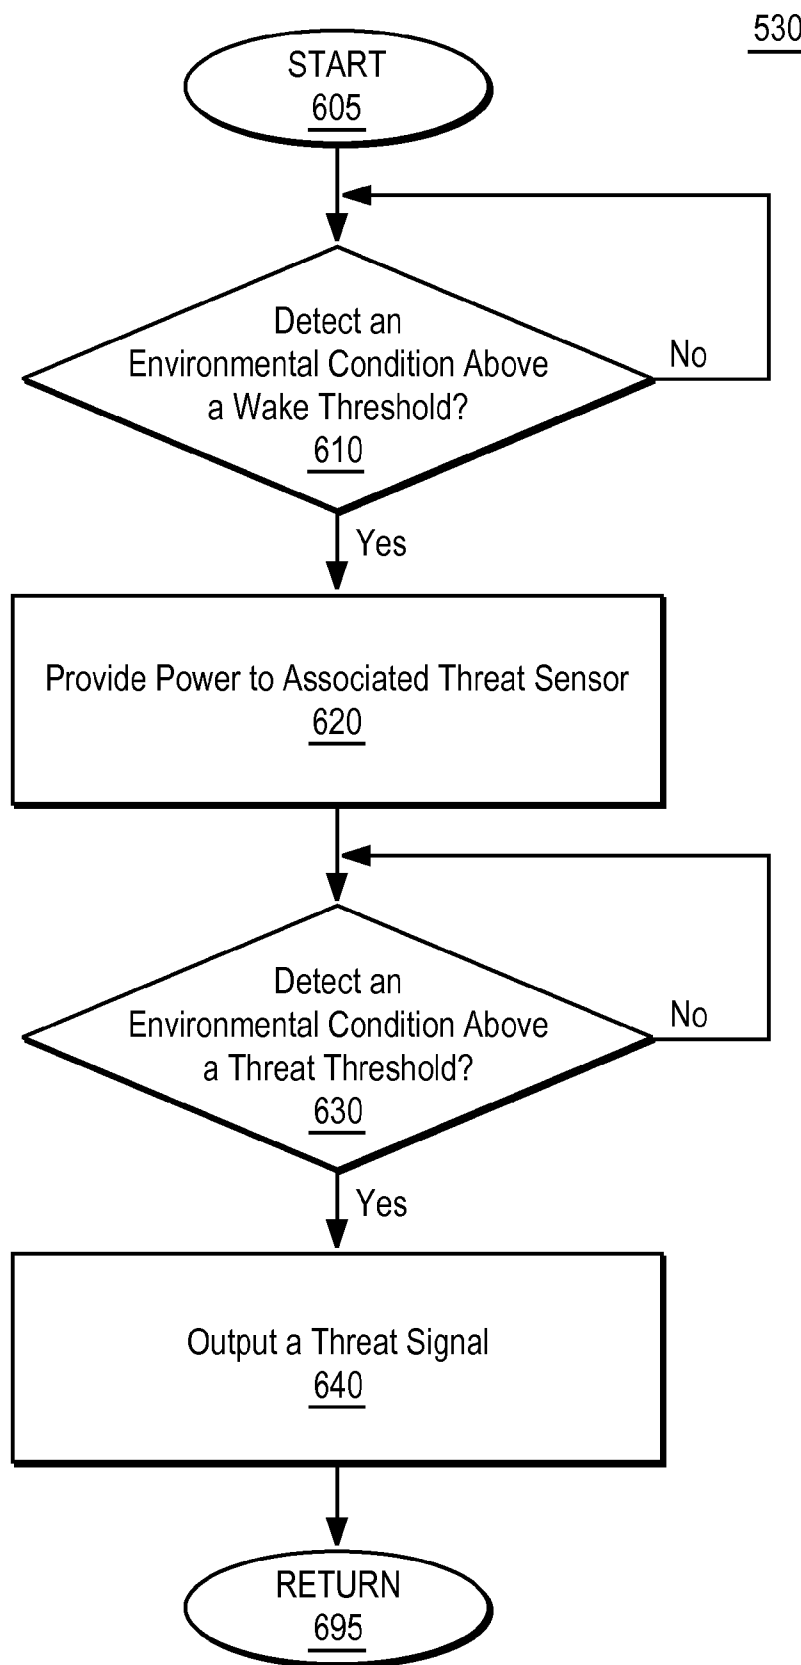 530
START
605
Detect an
Environmental Condition Above
a Wake Threshold?
610
No
Yes
Provide Power to Associated Threat Sensor
620
Detect an
Environmental Condition Above
a Threat Threshold?
630
No
Yes
Output a Threat Signal
640
RETURN
695